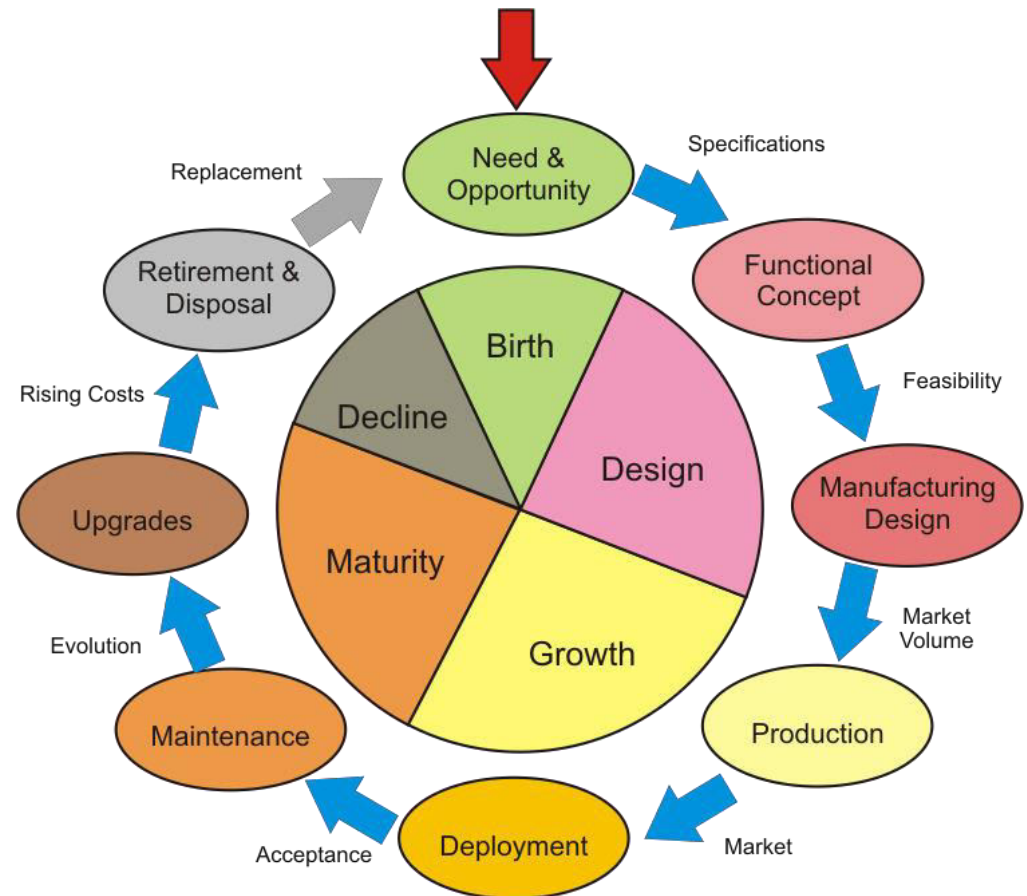 Need &
Opportunity
Specifications
Functional
Concept
Feasibility
Manufacturing
Design
Market
Volume
Production
Market
Deployment
Acceptance
Maintenance
Evolution
Upgrades
Rising Costs
Retirement &
Disposal
Replacement
Birth
Design
Growth
Maturity
Decline